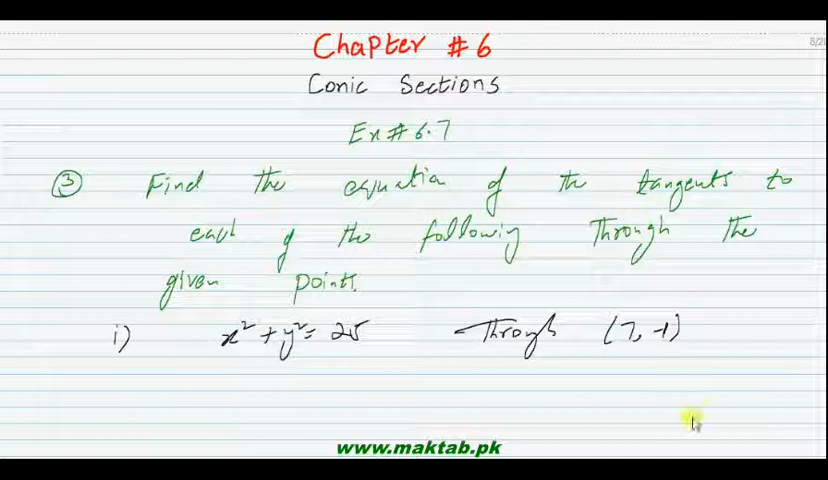 Chapter # 6
Conic Sections
Ex # 6.7
③ Find the equation of the tangents to
each of the following through the
given points.
i) x² + y² = 25 Through (7, -1)
www.maktab.pk